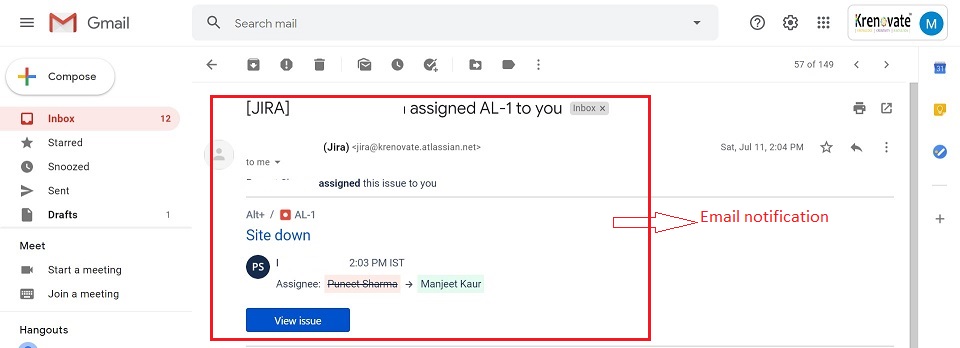 Gmail
Search mail
Krenovate
M
Compose
57 of 149
31
Inbox 12
Starred
Snoozed
Sent
Drafts 1
Meet
Start a meeting
Join a meeting
Hangouts
[JIRA] assigned AL-1 to you Inbox x
(Jira) <jira@krenovate.atlassian.net>
Sat, Jul 11, 2:04 PM
to me
assigned this issue to you
Alt+ / AL-1
Site down
PS
2:03 PM IST
Assignee: Puneet Sharma → Manjeet Kaur
View issue
Email notification